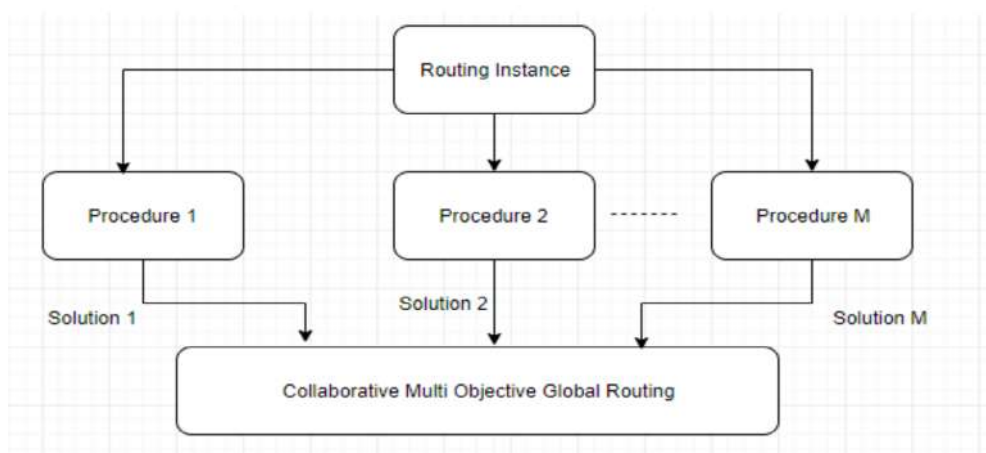 Routing Instance
Procedure 1
Procedure 2
Procedure M
Solution 1
Solution 2
Solution M
Collaborative Multi Objective Global Routing